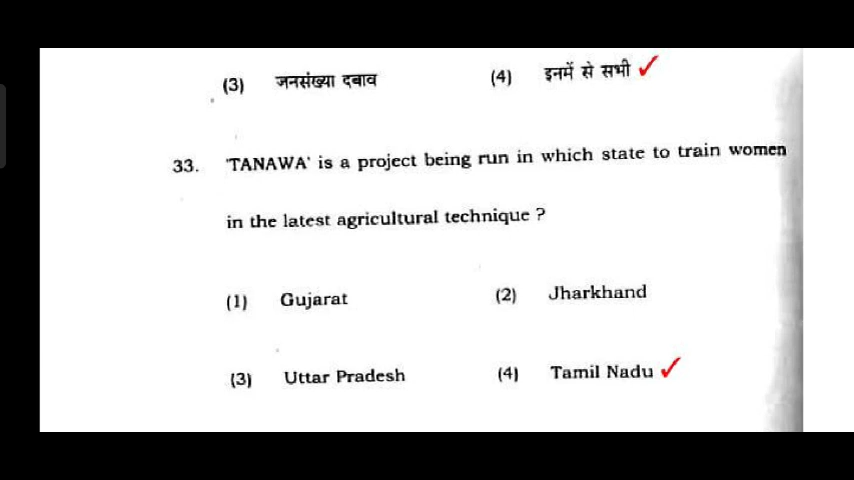 (3) जनसंख्या दबाव (4) इनमें से सभी
33. 'TANAWA' is a project being run in which state to train women
in the latest agricultural technique ?
(1) Gujarat (2) Jharkhand
(3) Uttar Pradesh (4) Tamil Nadu